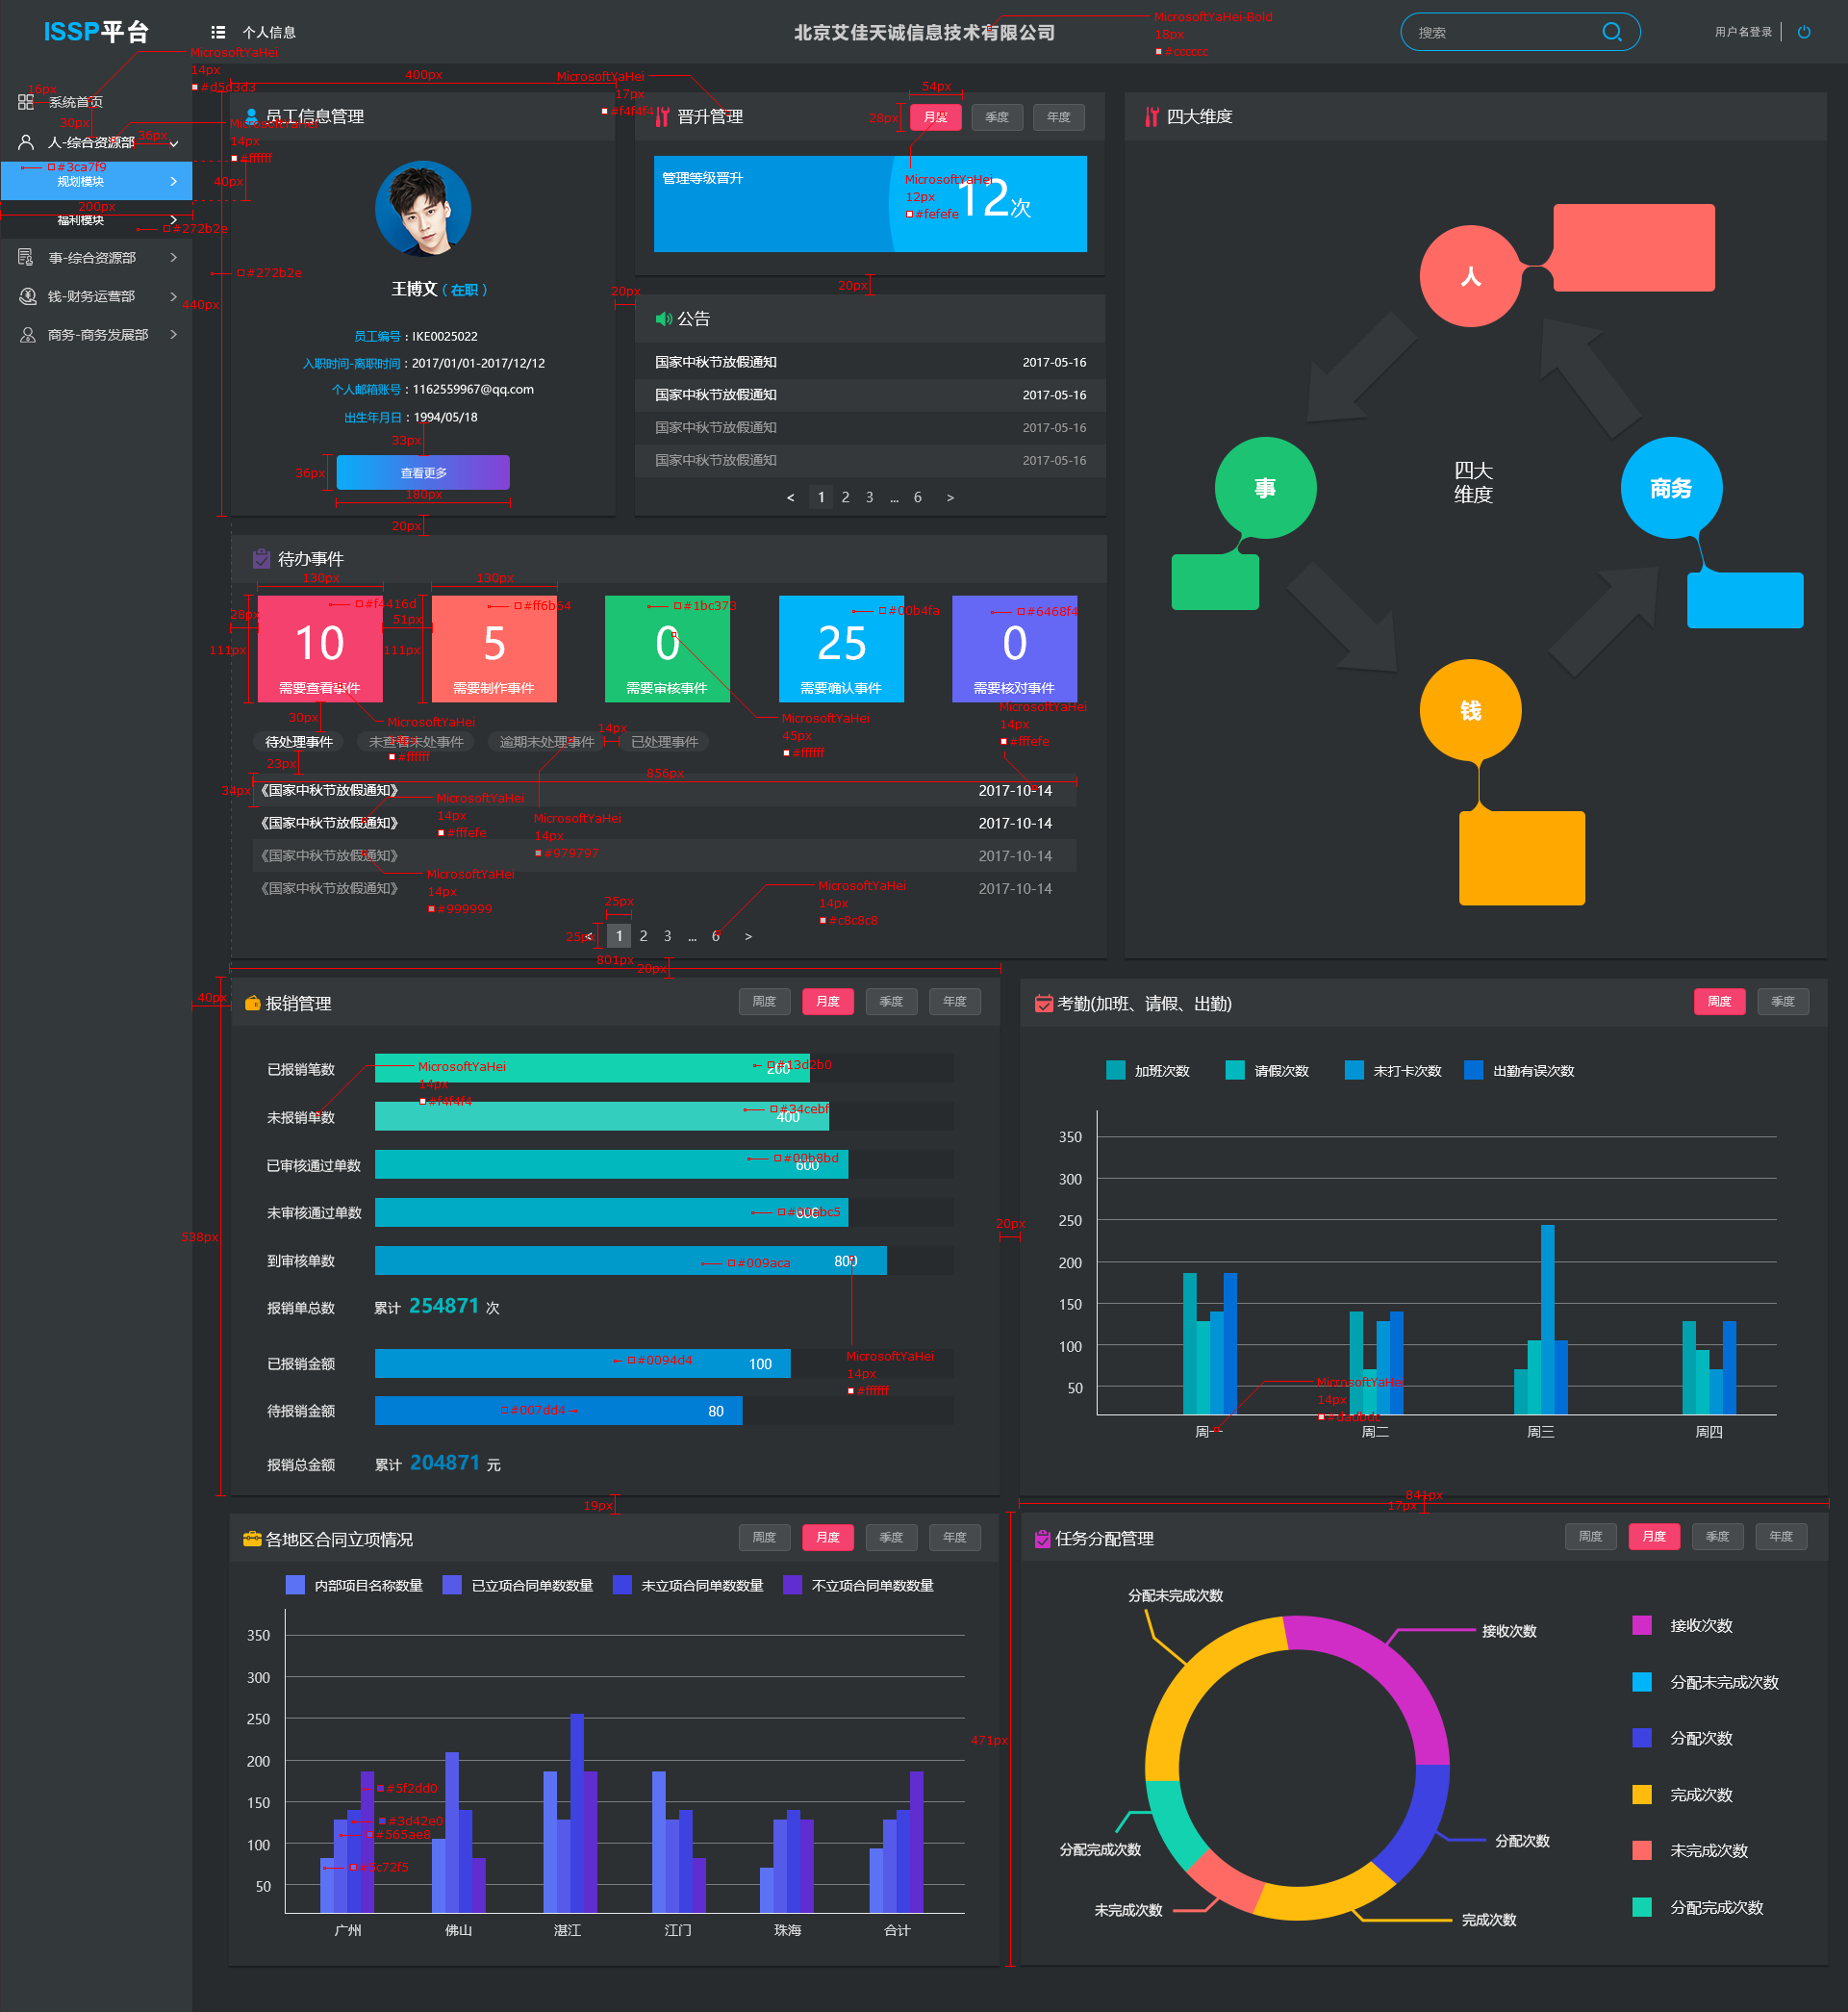 ISSP平台
个人信息
北京艾佳天诚信息技术有限公司
MicrosoftYaHei-Bold
18px
#cccccc
搜索
用户名登录
MicrosoftYaHei
14px
#d5d3d3
16px
系统首页
30px
人-综合资源部
36px
MicrosoftYaHei
14px
#ffffff
#3ca7f9
规划模块
40px
200px
福利模块
#272b2e
事-综合资源部
#272b2e
钱-财务运营部
商务-商务发展部
400px
员工信息管理
王博文（在职）
员工编号：IKE0025022
入职时间-离职时间：2017/01/01-2017/12/12
个人邮箱账号：1162559967@qq.com
出生年月日：1994/05/18
33px
36px
查看更多
180px
440px
20px
20px
MicrosoftYaHei
17px
#f4f4f4
晋升管理
54px
28px
月度
季度
年度
管理等级晋升
12次
MicrosoftYaHei
12px
#fefefe
20px
公告
国家中秋节放假通知 2017-05-16
国家中秋节放假通知 2017-05-16
国家中秋节放假通知 2017-05-16
国家中秋节放假通知 2017-05-16
< 1 2 3 ... 6 >
四大维度
人
事
四大
维度
商务
钱
待办事件
130px
130px
28px
51px
111px
111px
#f4416d
10
需要查看事件
#ff6b64
5
需要制作事件
#1bc373
0
需要审核事件
#00b4fa
25
需要确认事件
#6468f4
0
需要核对事件
30px
MicrosoftYaHei
#ffffff
14px
MicrosoftYaHei
45px
#ffffff
MicrosoftYaHei
14px
#fffefe
待处理事件
未查看未处事件
逾期未处理事件
已处理事件
23px
856px
34px
《国家中秋节放假通知》 2017-10-14
《国家中秋节放假通知》 2017-10-14
《国家中秋节放假通知》 2017-10-14
《国家中秋节放假通知》 2017-10-14
MicrosoftYaHei
14px
#fffefe
MicrosoftYaHei
14px
#979797
MicrosoftYaHei
14px
#999999
MicrosoftYaHei
14px
#c8c8c8
25px
25px
< 1 2 3 ... 6 >
801px
20px
40px
报销管理
周度
月度
季度
年度
已报销笔数
200
#13d2b0
MicrosoftYaHei
14px
#f4f4f4
未报销单数
400
#34cebf
已审核通过单数
600
#00b8bd
未审核通过单数
600
#00abc5
到审核单数
800
#009aca
报销单总数 累计 254871 次
已报销金额
100
#0094d4
MicrosoftYaHei
14px
#ffffff
待报销金额
80
#007dd4
报销总金额 累计 204871 元
538px
20px
19px
考勤(加班、请假、出勤)
周度
季度
加班次数
请假次数
未打卡次数
出勤有误次数
350
300
250
200
150
100
50
周一
周二
周三
周四
MicrosoftYaHei
14px
841px
17px
各地区合同立项情况
周度
月度
季度
年度
内部项目名称数量
已立项合同单数数量
未立项合同单数数量
不立项合同单数数量
350
300
250
200
150
100
50
#5f2dd0
#3d42e0
#565ae8
#5c72f5
广州
佛山
湛江
江门
珠海
合计
471px
任务分配管理
周度
月度
季度
年度
分配未完成次数
接收次数
分配次数
完成次数
未完成次数
分配完成次数
接收次数
分配未完成次数
分配次数
完成次数
未完成次数
分配完成次数